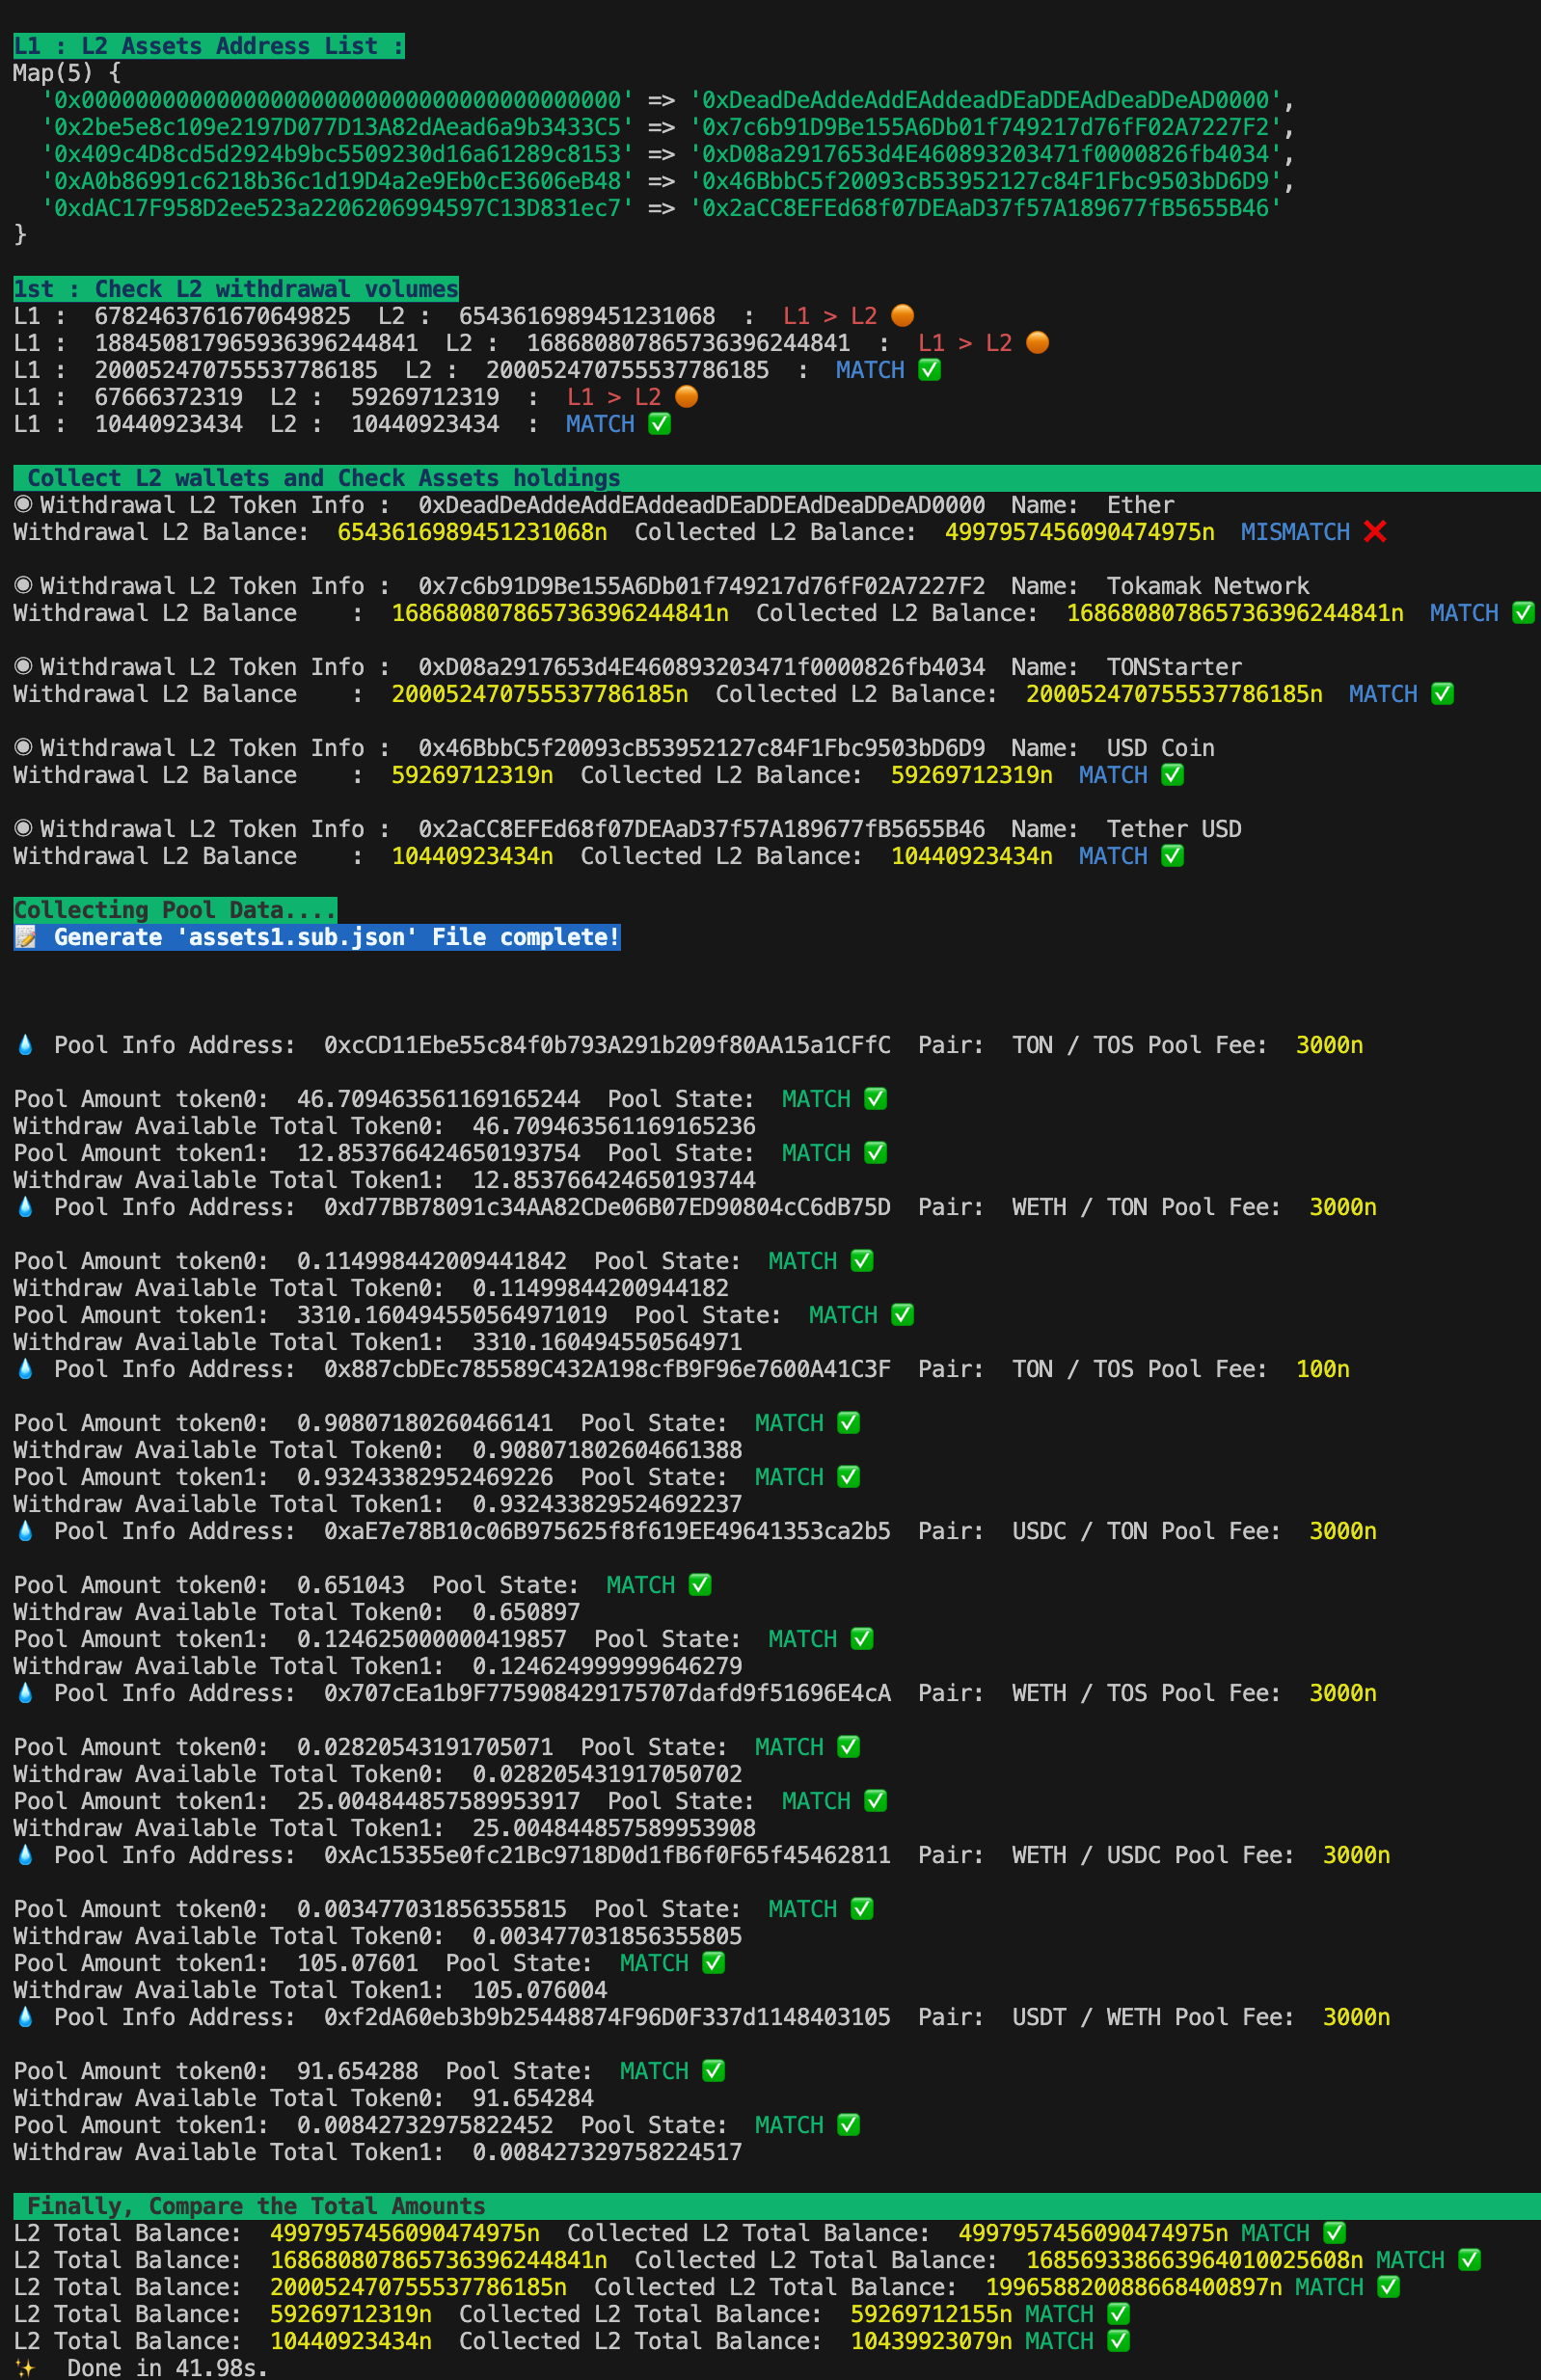 L1 : L2 Assets Address List :
Map(5) {
  '0x0000000000000000000000000000000000000000' => '0xDeadDeAddeAddEAddeadDEaDDEAdDeaDDeAD0000',
  '0x2be5e8c109e2197D077D13A82dAead6a9b3433C5' => '0x7c6b91D9Be155A6Db01f749217d76fF02A7227F2',
  '0x409c4D8cd5d2924b9bc5509230d16a61289c8153' => '0xD08a2917653d4E460893203471f0000826fb4034',
  '0xA0b86991c6218b36c1d19D4a2e9Eb0cE3606eB48' => '0x46BbbC5f20093cB53952127c84F1Fbc9503bD6D9',
  '0xdAC17F958D2ee523a2206206994597C13D831ec7' => '0x2aCC8EFEd68f07DEAaD37f57A189677fB5655B46'
}
1st : Check L2 withdrawal volumes
L1 :  6782463761670649825  L2 :  6543616989451231068  :  L1 > L2 🟠
L1 :  188450817965936396244841  L2 :  168680807865736396244841  :  L1 > L2 🟠
L1 :  200052470755537786185  L2 :  200052470755537786185  :  MATCH ✅
L1 :  67666372319  L2 :  59269712319  :  L1 > L2 🟠
L1 :  10440923434  L2 :  10440923434  :  MATCH ✅
Collect L2 wallets and Check Assets holdings
◉ Withdrawal L2 Token Info :  0xDeadDeAddeAddEAddeadDEaDDEAdDeaDDeAD0000  Name:  Ether
Withdrawal L2 Balance:  6543616989451231068n  Collected L2 Balance:  4997957456090474975n  MISMATCH ❌
◉ Withdrawal L2 Token Info :  0x7c6b91D9Be155A6Db01f749217d76fF02A7227F2  Name:  Tokamak Network
Withdrawal L2 Balance    :  168680807865736396244841n  Collected L2 Balance:  168680807865736396244841n  MATCH ✅
◉ Withdrawal L2 Token Info :  0xD08a2917653d4E460893203471f0000826fb4034  Name:  TONStarter
Withdrawal L2 Balance    :  200052470755537786185n  Collected L2 Balance:  200052470755537786185n  MATCH ✅
◉ Withdrawal L2 Token Info :  0x46BbbC5f20093cB53952127c84F1Fbc9503bD6D9  Name:  USD Coin
Withdrawal L2 Balance    :  59269712319n  Collected L2 Balance:  59269712319n  MATCH ✅
◉ Withdrawal L2 Token Info :  0x2aCC8EFEd68f07DEAaD37f57A189677fB5655B46  Name:  Tether USD
Withdrawal L2 Balance    :  10440923434n  Collected L2 Balance:  10440923434n  MATCH ✅
Collecting Pool Data....
📝 Generate 'assets1.sub.json' File complete!
💧 Pool Info Address:  0xcCD11Ebe55c84f0b793A291b209f80AA15a1CFfC  Pair:  TON / TOS Pool Fee:  3000n
Pool Amount token0:  46.709463561169165244  Pool State:  MATCH ✅
Withdraw Available Total Token0:  46.709463561169165236
Pool Amount token1:  12.853766424650193754  Pool State:  MATCH ✅
Withdraw Available Total Token1:  12.853766424650193744
💧 Pool Info Address:  0xd77BB78091c34AA82CDe06B07ED90804cC6dB75D  Pair:  WETH / TON Pool Fee:  3000n
Pool Amount token0:  0.114998442009441842  Pool State:  MATCH ✅
Withdraw Available Total Token0:  0.11499844200944182
Pool Amount token1:  3310.160494550564971019  Pool State:  MATCH ✅
Withdraw Available Total Token1:  3310.160494550564971
💧 Pool Info Address:  0x887cbDEc785589C432A198cfB9F96e7600A41C3F  Pair:  TON / TOS Pool Fee:  100n
Pool Amount token0:  0.90807180260466141  Pool State:  MATCH ✅
Withdraw Available Total Token0:  0.908071802604661388
Pool Amount token1:  0.93243382952469226  Pool State:  MATCH ✅
Withdraw Available Total Token1:  0.932433829524692237
💧 Pool Info Address:  0xaE7e78B10c06B975625f8f619EE49641353ca2b5  Pair:  USDC / TON Pool Fee:  3000n
Pool Amount token0:  0.651043  Pool State:  MATCH ✅
Withdraw Available Total Token0:  0.650897
Pool Amount token1:  0.124625000000419857  Pool State:  MATCH ✅
Withdraw Available Total Token1:  0.124624999999646279
💧 Pool Info Address:  0x707cEa1b9F775908429175707dafd9f51696E4cA  Pair:  WETH / TOS Pool Fee:  3000n
Pool Amount token0:  0.02820543191705071  Pool State:  MATCH ✅
Withdraw Available Total Token0:  0.028205431917050702
Pool Amount token1:  25.004844857589953917  Pool State:  MATCH ✅
Withdraw Available Total Token1:  25.004844857589953908
💧 Pool Info Address:  0xAc15355e0fc21Bc9718D0d1fB6f0F65f45462811  Pair:  WETH / USDC Pool Fee:  3000n
Pool Amount token0:  0.003477031856355815  Pool State:  MATCH ✅
Withdraw Available Total Token0:  0.003477031856355805
Pool Amount token1:  105.07601  Pool State:  MATCH ✅
Withdraw Available Total Token1:  105.076004
💧 Pool Info Address:  0xf2dA60eb3b9b25448874F96D0F337d1148403105  Pair:  USDT / WETH Pool Fee:  3000n
Pool Amount token0:  91.654288  Pool State:  MATCH ✅
Withdraw Available Total Token0:  91.654284
Pool Amount token1:  0.00842732975822452  Pool State:  MATCH ✅
Withdraw Available Total Token1:  0.008427329758224517
Finally, Compare the Total Amounts
L2 Total Balance:  4997957456090474975n  Collected L2 Total Balance:  4997957456090474975n MATCH ✅
L2 Total Balance:  168680807865736396244841n  Collected L2 Total Balance:  168569338663964010025608n MATCH ✅
L2 Total Balance:  200052470755537786185n  Collected L2 Total Balance:  199658820088668400897n MATCH ✅
L2 Total Balance:  59269712319n  Collected L2 Total Balance:  59269712155n MATCH ✅
L2 Total Balance:  10440923434n  Collected L2 Total Balance:  10439923079n MATCH ✅
✨  Done in 41.98s.